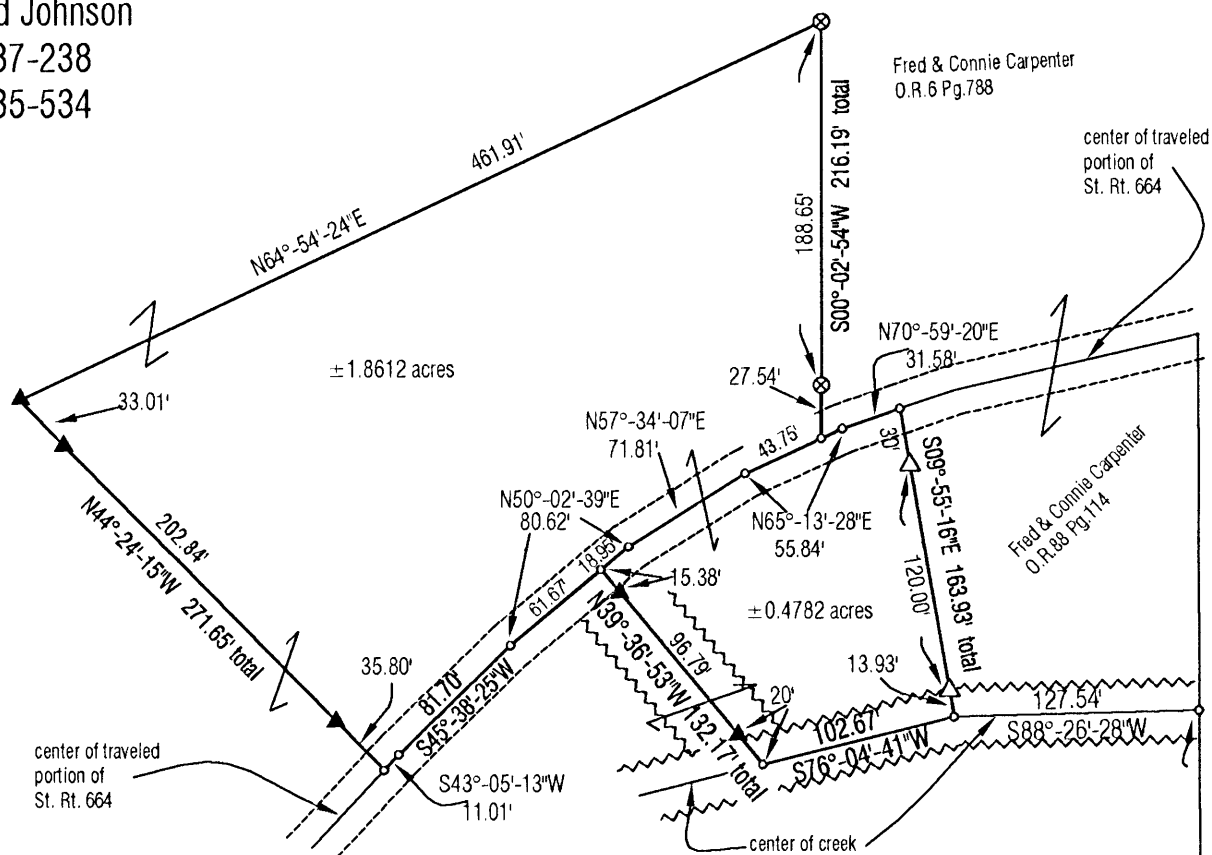 d Johnson
37-238
35-534
Fred & Connie Carpenter
O.R.6 Pg.788
center of traveled
portion of
St. Rt. 664
461.91'
N64°-54'-24"E
188.65'
S00°-02'-54"W 216.19' total
±1.8612 acres
33.01'
27.54'
N70°-59'-20"E
31.58'
N57°-34'-07"E
71.81'
43.75'
30'
S09°-55'-16"E 163.93' total
120.00'
Fred & Connie Carpenter
O.R.88 Pg.114
N50°-02'-39"E
80.62'
N65°-13'-28"E
55.84'
202.84'
N44°-24'-15"W 271.65' total
18.95'
61.67'
15.38'
±0.4782 acres
96.79'
N39°-36'-53"W 132.17' total
13.93'
35.80'
81.70'
S45°-38'-25"W
20'
102.67'
S76°-04'-41"W
127.54'
S88°-26'-28"W
center of traveled
portion of
St. Rt. 664
S43°-05'-13"W
11.01'
center of creek